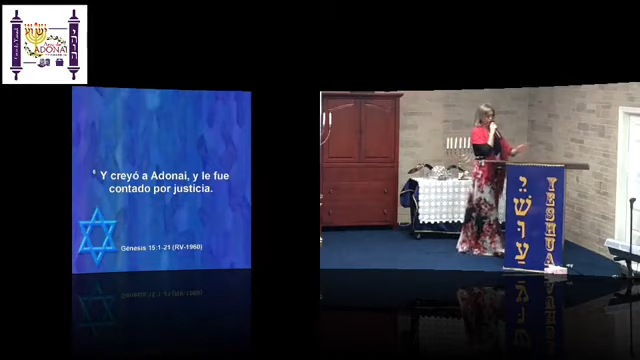 ישוע
ADONAI
⁶ Y creyó a Adonai, y le fue
contado por justicia.
Génesis 15:1-21 (RV-1960)
יֵשׁוּעַ
YESHUA